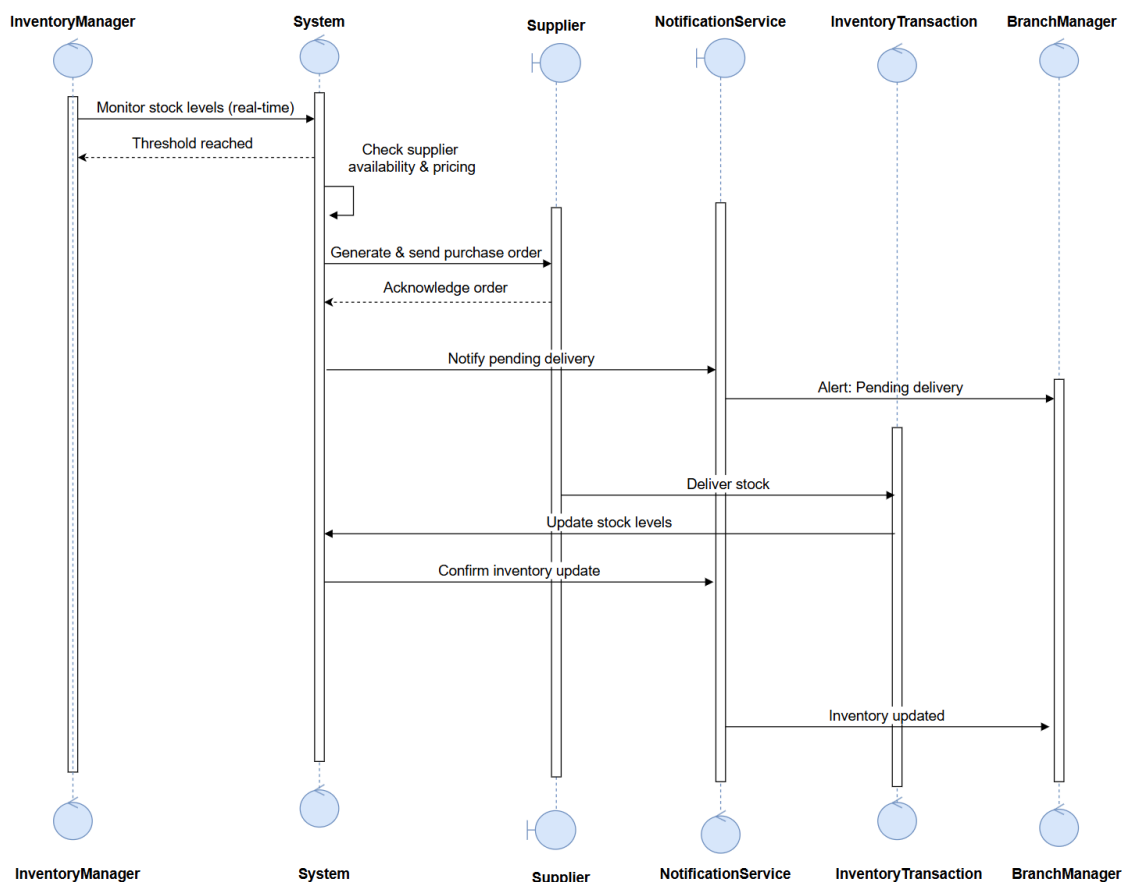 InventoryManager
System
Supplier
NotificationService
InventoryTransaction
BranchManager
Monitor stock levels (real-time)
Threshold reached
Check supplier
availability & pricing
Generate & send purchase order
Acknowledge order
Notify pending delivery
Alert: Pending delivery
Deliver stock
Update stock levels
Confirm inventory update
Inventory updated
InventoryManager
System
Supplier
NotificationService
InventoryTransaction
BranchManager